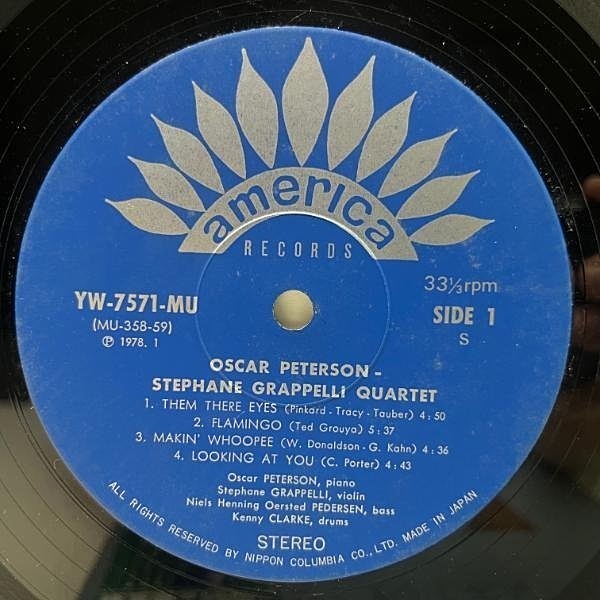 america
RECORDS
33⅓rpm
YW-7571-MU
SIDE 1
(MU-358-59)
S
Ⓟ 1978. 1
OSCAR PETERSON -
STEPHANE GRAPPELLI QUARTET
1. THEM THERE EYES (Pinkard - Tracy - Tauber) 4:50
2. FLAMINGO (Ted Grouya) 5:37
3. MAKIN' WHOOPEE (W. Donaldson - G. Kahn) 4:36
4. LOOKING AT YOU (C. Porter) 4:43
Oscar PETERSON, piano
Stephane GRAPPELLI, violin
Niels Henning Oersted PEDERSEN, bass
Kenny CLARKE, drums
STEREO
ALL RIGHTS RESERVED BY NIPPON COLUMBIA CO., LTD. MADE IN JAPAN